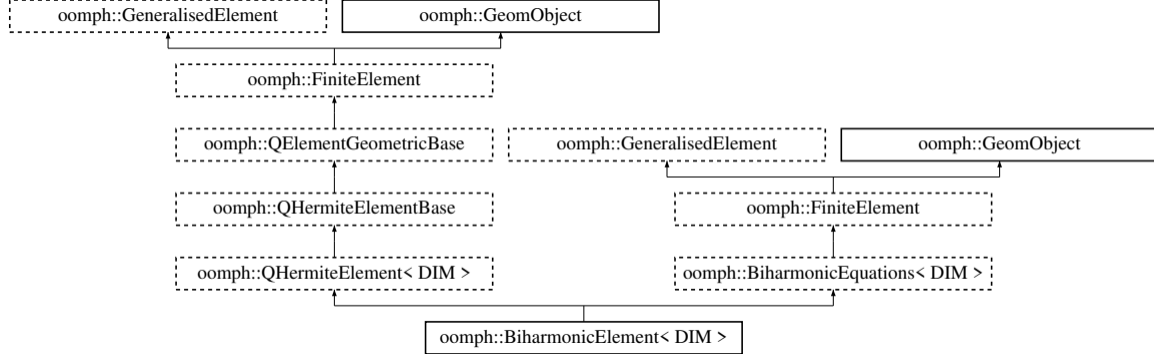 oomph::GeneralisedElement
oomph::GeomObject
oomph::FiniteElement
oomph::QElementGeometricBase
oomph::GeneralisedElement
oomph::GeomObject
oomph::QHermiteElementBase
oomph::FiniteElement
oomph::QHermiteElement< DIM >
oomph::BiharmonicEquations< DIM >
oomph::BiharmonicElement< DIM >